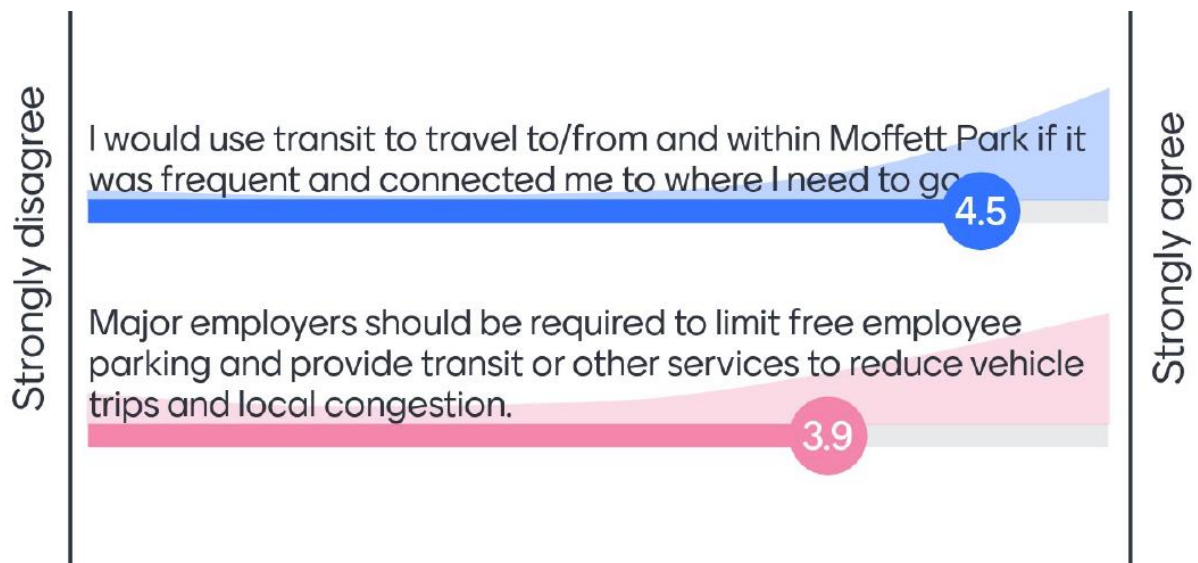 Strongly disagree
I would use transit to travel to/from and within Moffett Park if it
was frequent and connected me to where I need to go.
4.5
Major employers should be required to limit free employee
parking and provide transit or other services to reduce vehicle
trips and local congestion.
3.9
Strongly agree